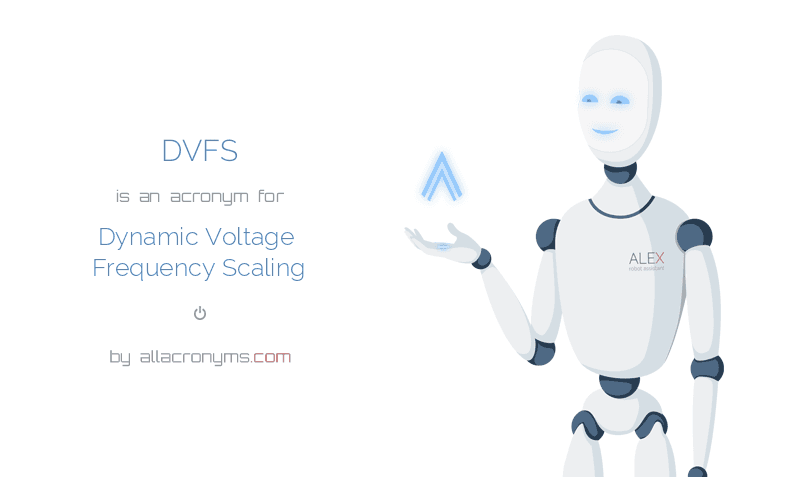 DVFS
is an acronym for
Dynamic Voltage
Frequency Scaling
by allacronyms.com
ALEX
robot assistant